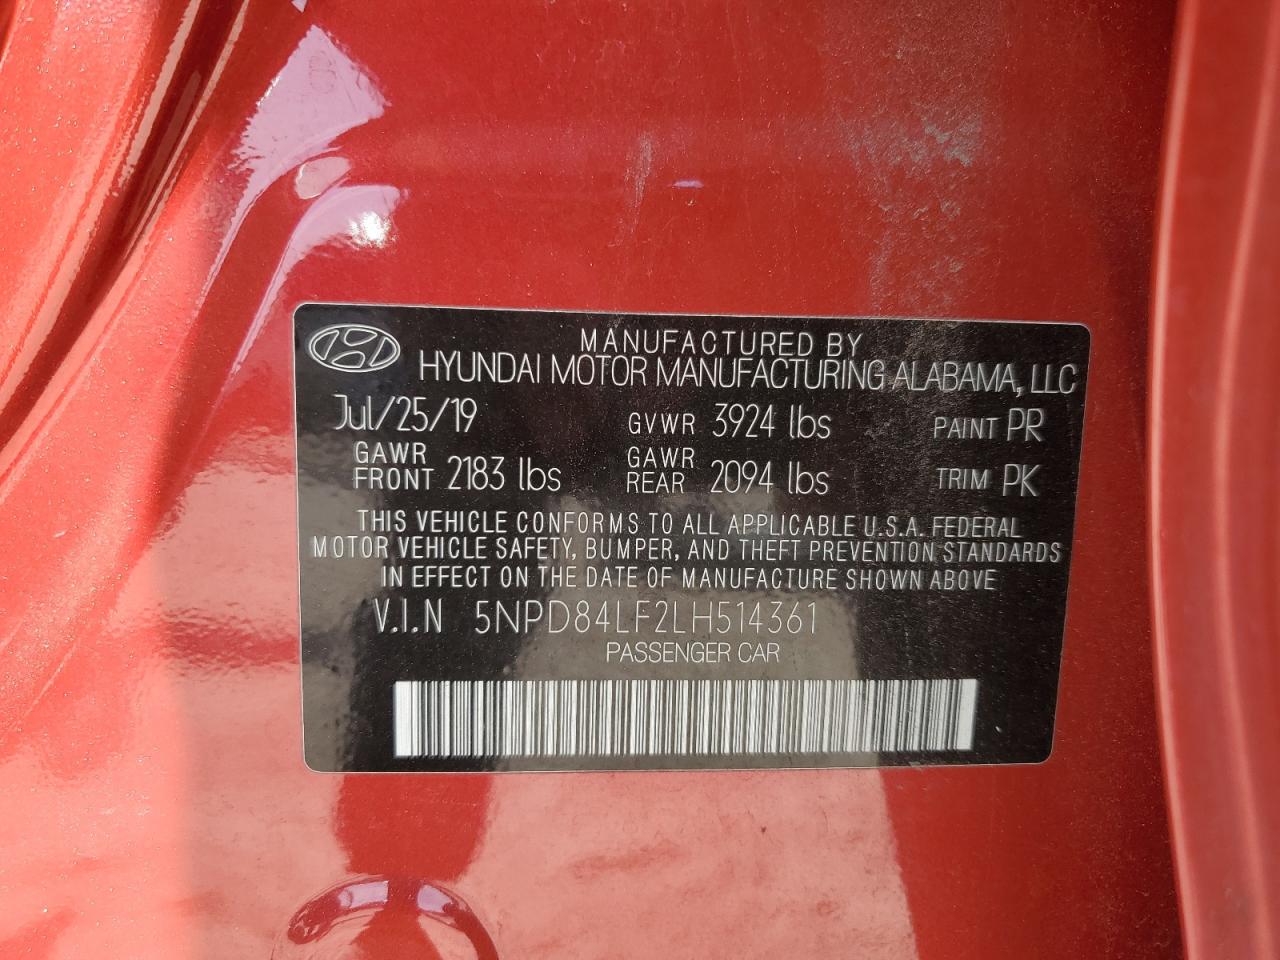 MANUFACTURED BY
HYUNDAI MOTOR MANUFACTURING ALABAMA, LLC
Jul/25/19 GVWR 3924 lbs PAINT PR
GAWR FRONT 2183 lbs GAWR REAR 2094 lbs TRIM PK
THIS VEHICLE CONFORMS TO ALL APPLICABLE U.S.A. FEDERAL
MOTOR VEHICLE SAFETY, BUMPER, AND THEFT PREVENTION STANDARDS
IN EFFECT ON THE DATE OF MANUFACTURE SHOWN ABOVE
V.I.N 5NPD84LF2LH514361
PASSENGER CAR